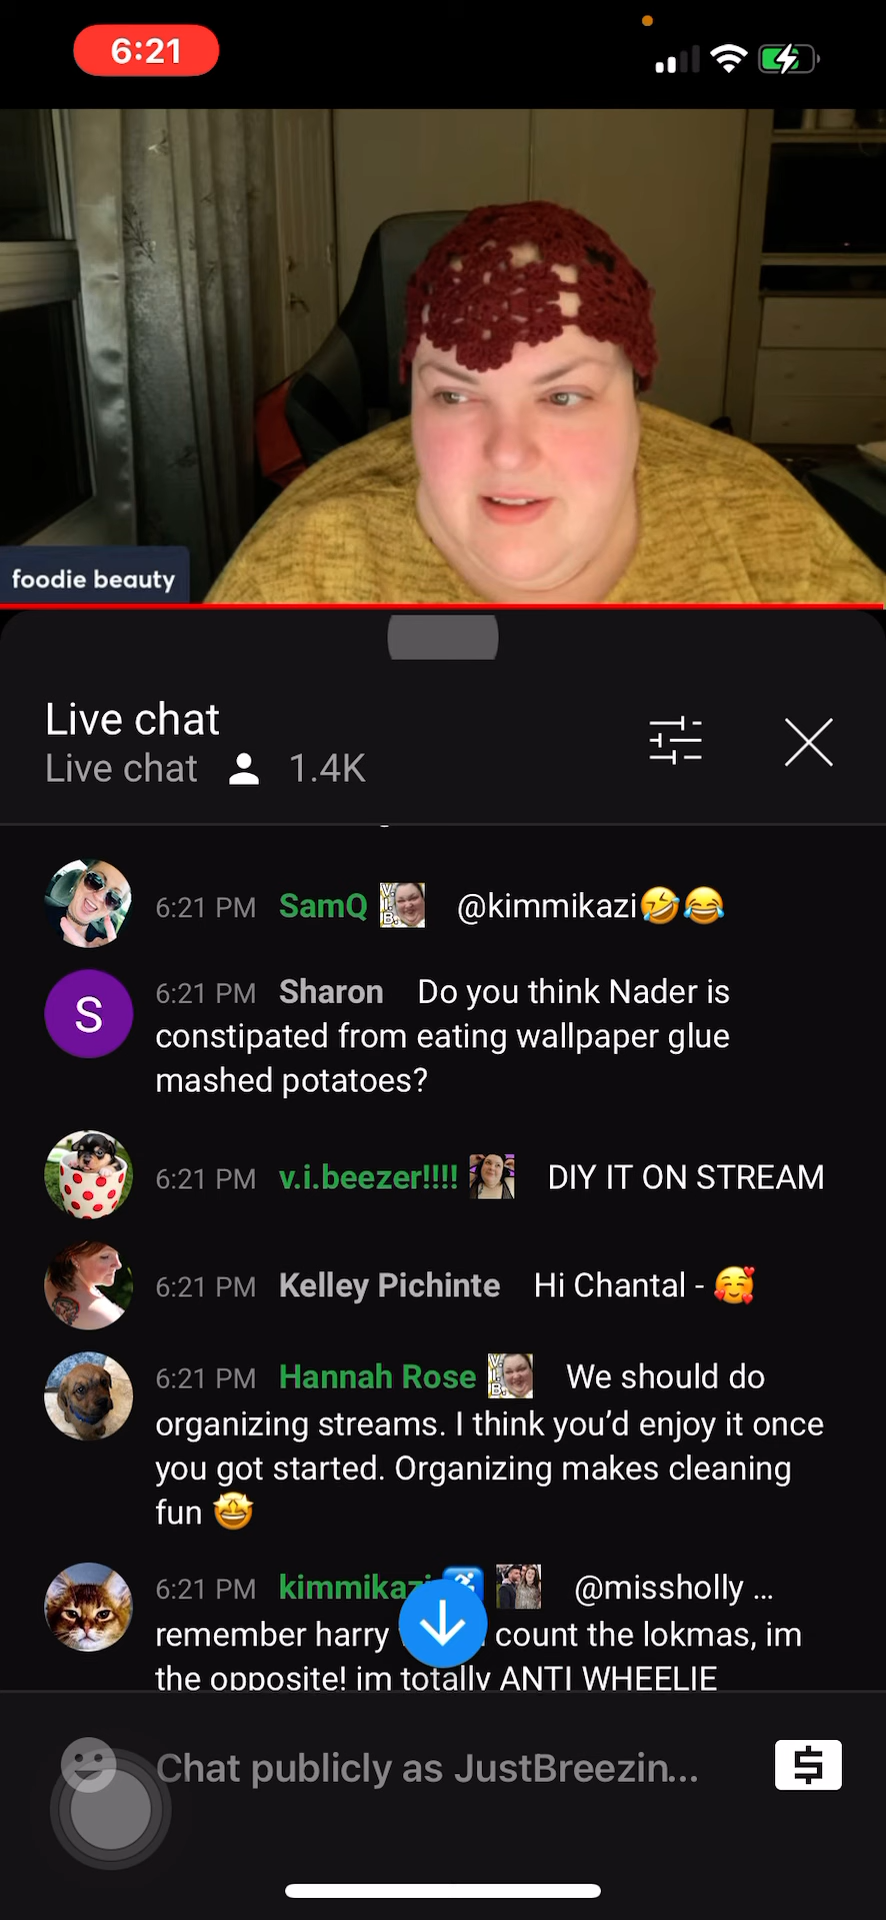 6:21
foodie beauty
Live chat
Live chat 1.4K
6:21 PM SamQ @kimmikazi🤣😂
S
6:21 PM Sharon Do you think Nader is
constipated from eating wallpaper glue
mashed potatoes?
6:21 PM v.i.beezer!!!! DIY IT ON STREAM
6:21 PM Kelley Pichinte Hi Chantal - 🥰
6:21 PM Hannah Rose We should do
organizing streams. I think you’d enjoy it once
you got started. Organizing makes cleaning
fun 🤩
6:21 PM kimmikazi @missholly ...
remember harry count the lokmas, im
the opposite! im totally ANTI WHEELIE
Chat publicly as JustBreezin...